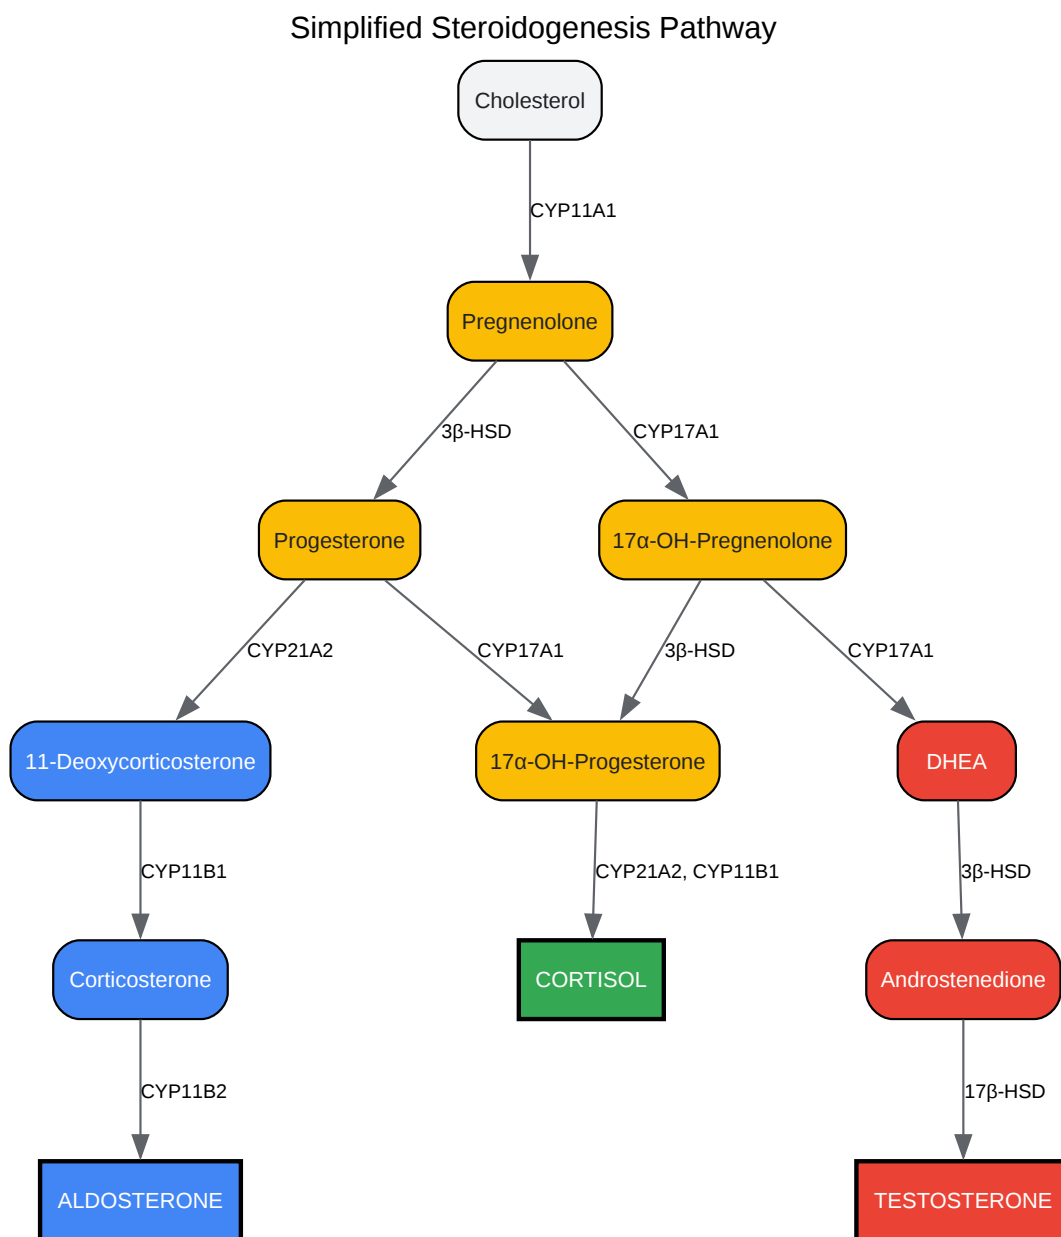 Simplified Steroidogenesis Pathway
Cholesterol
CYP11A1
Pregnenolone
3β-HSD
CYP17A1
Progesterone
17α-OH-Pregnenolone
CYP21A2
CYP17A1
3β-HSD
CYP17A1
11-Deoxycorticosterone
17α-OH-Progesterone
DHEA
CYP11B1
CYP21A2, CYP11B1
3β-HSD
Corticosterone
CORTISOL
Androstenedione
CYP11B2
17β-HSD
ALDOSTERONE
TESTOSTERONE